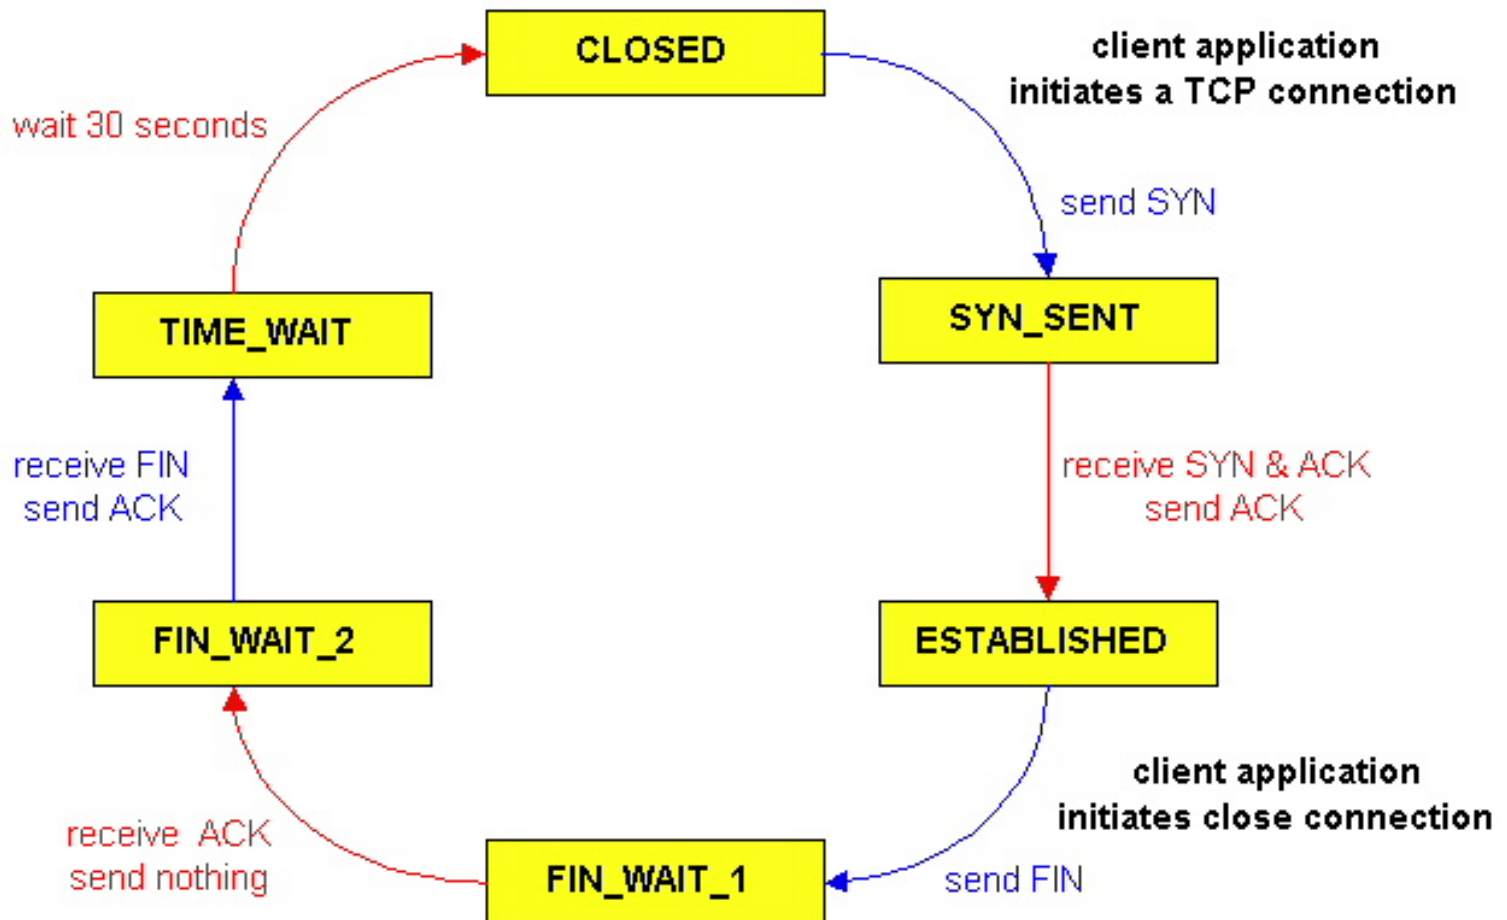 CLOSED
client application
initiates a TCP connection
wait 30 seconds
send SYN
SYN_SENT
TIME_WAIT
receive FIN
send ACK
receive SYN & ACK
send ACK
FIN_WAIT_2
ESTABLISHED
client application
initiates close connection
receive ACK
send nothing
FIN_WAIT_1
send FIN